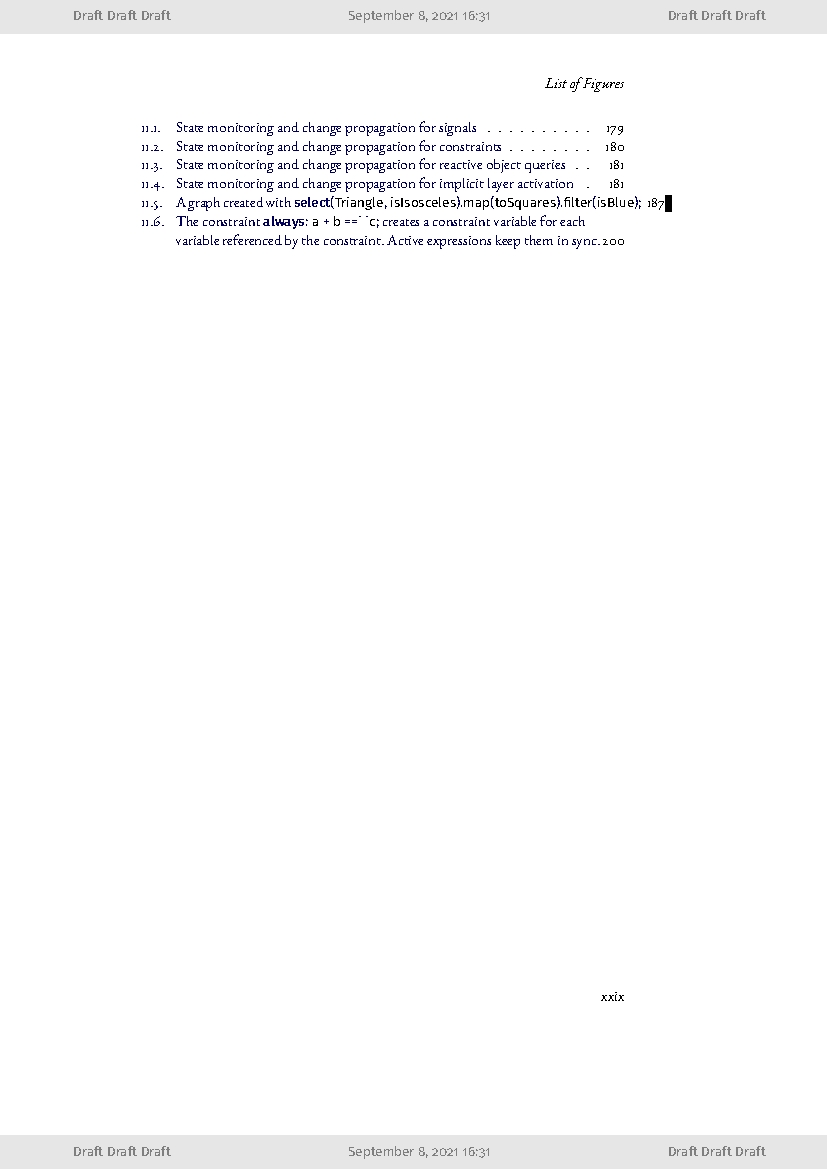 Draft Draft Draft September 8, 2021 16:31 Draft Draft Draft
List of Figures
11.1. State monitoring and change propagation for signals . . . . . . . . . . 179
11.2. State monitoring and change propagation for constraints . . . . . . . . 180
11.3. State monitoring and change propagation for reactive object queries . . 181
11.4. State monitoring and change propagation for implicit layer activation . 181
11.5. A graph created with select(Triangle, isIsosceles).map(toSquares).filter(isBlue); 187
11.6. The constraint always: a + b ==``c; creates a constraint variable for each
variable referenced by the constraint. Active expressions keep them in sync. 200
xxix
Draft Draft Draft September 8, 2021 16:31 Draft Draft Draft